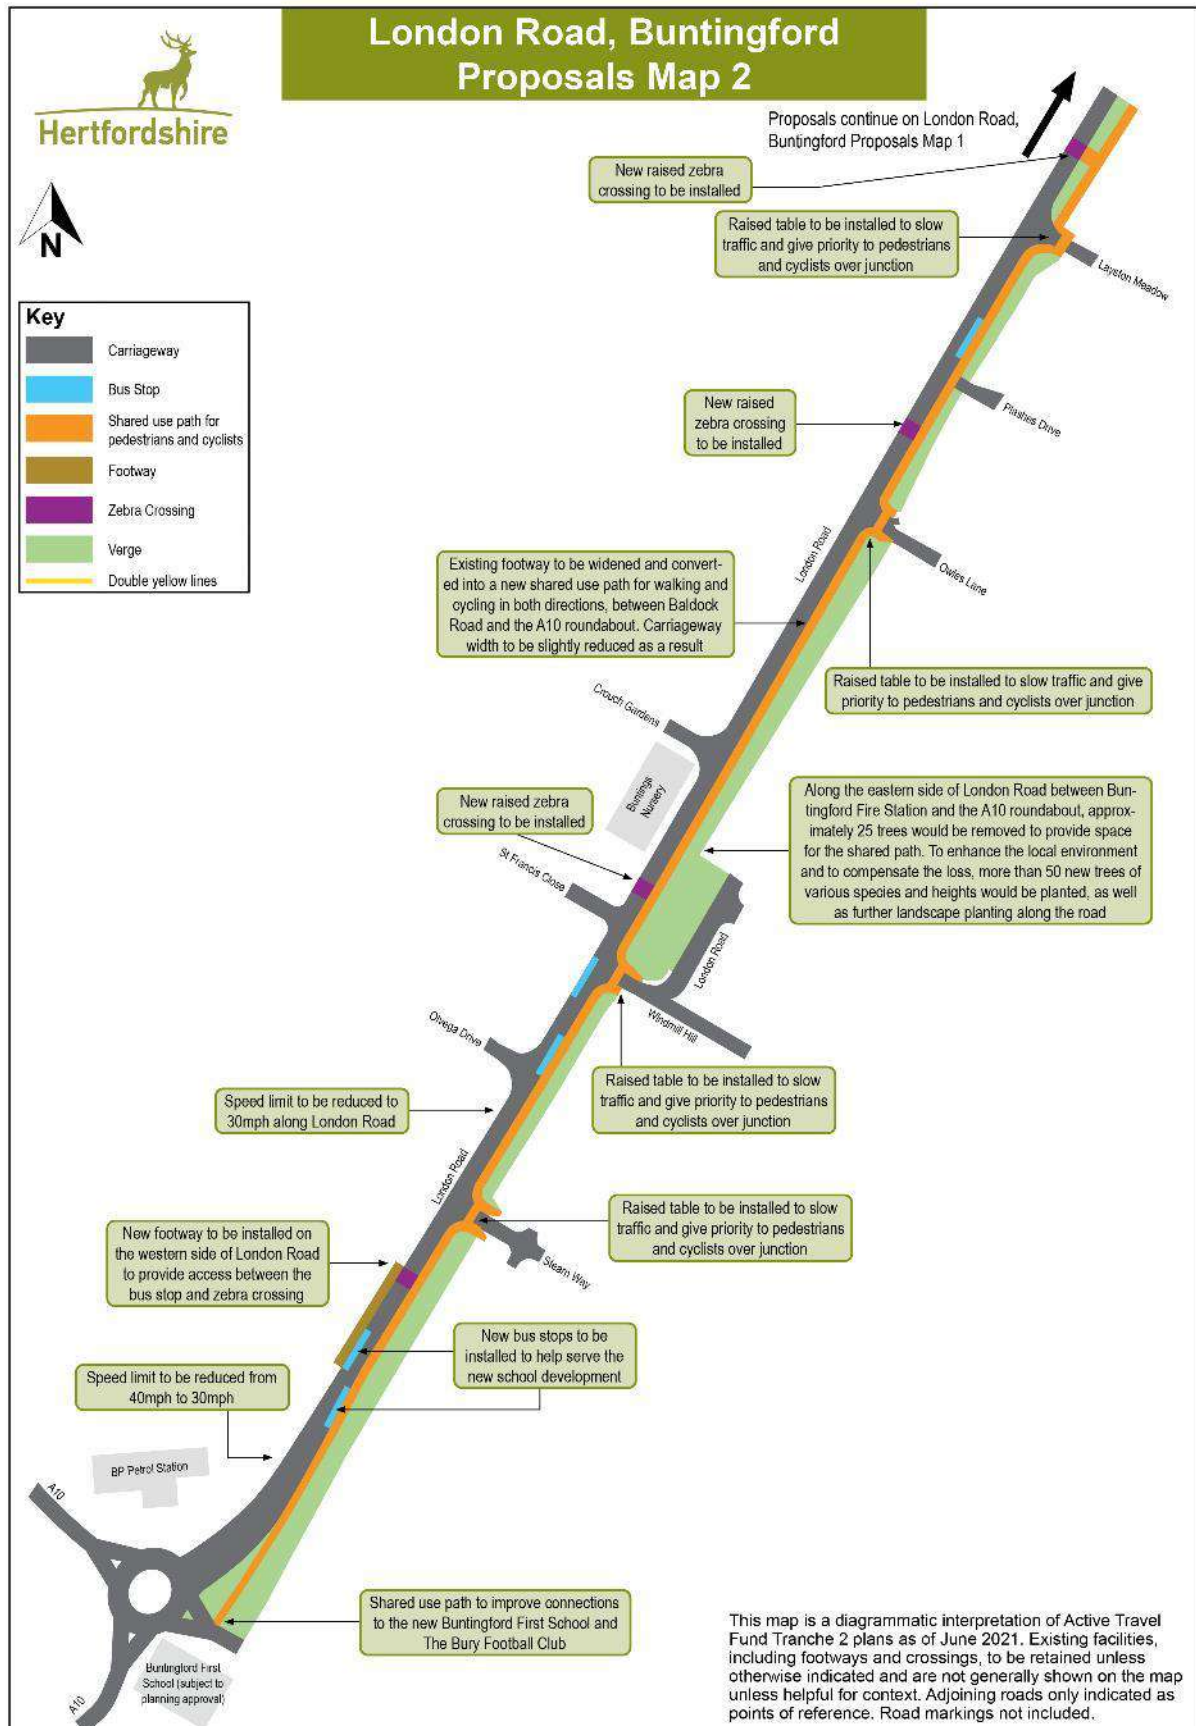 London Road, Buntingford
Proposals Map 2
Hertfordshire
N
Proposals continue on London Road,
Buntingford Proposals Map 1
New raised zebra
crossing to be installed
Raised table to be installed to slow
traffic and give priority to pedestrians
and cyclists over junction
Layston Meadow
Key
Carriageway
Bus Stop
Shared use path for
pedestrians and cyclists
Footway
Zebra Crossing
Verge
Double yellow lines
New raised
zebra crossing
to be installed
Plashes Drive
London Road
Owles Lane
Existing footway to be widened and convert-
ed into a new shared use path for walking and
cycling in both directions, between Baldock
Road and the A10 roundabout. Carriageway
width to be slightly reduced as a result
Raised table to be installed to slow traffic and give
priority to pedestrians and cyclists over junction
Crouch Gardens
Buntings
Nursery
New raised zebra
crossing to be installed
St Francis Close
Along the eastern side of London Road between Bun-
tingford Fire Station and the A10 roundabout, approx-
imately 25 trees would be removed to provide space
for the shared path. To enhance the local environment
and to compensate the loss, more than 50 new trees of
various species and heights would be planted, as well
as further landscape planting along the road
London Road
Windmill Hill
Olvega Drive
Raised table to be installed to slow
traffic and give priority to pedestrians
and cyclists over junction
Speed limit to be reduced to
30mph along London Road
London Road
Raised table to be installed to slow
traffic and give priority to pedestrians
and cyclists over junction
Steam Way
New footway to be installed on
the western side of London Road
to provide access between the
bus stop and zebra crossing
New bus stops to be
installed to help serve the
new school development
Speed limit to be reduced from
40mph to 30mph
BP Petrol Station
A10
Shared use path to improve connections
to the new Buntingford First School and
The Bury Football Club
Buntingford First
School (subject to
planning approval)
A10
This map is a diagrammatic interpretation of Active Travel
Fund Tranche 2 plans as of June 2021. Existing facilities,
including footways and crossings, to be retained unless
otherwise indicated and are not generally shown on the map
unless helpful for context. Adjoining roads only indicated as
points of reference. Road markings not included.